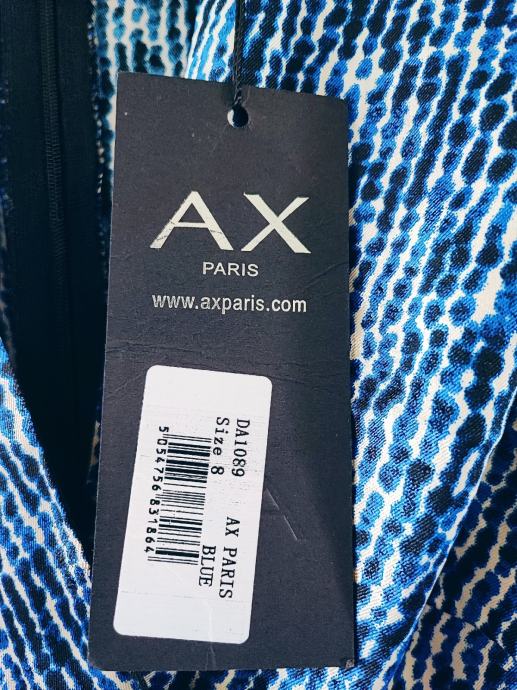 AX
PARIS
www.axparis.com
DA1089 AX PARIS
Size 8 BLUE
5054756831864